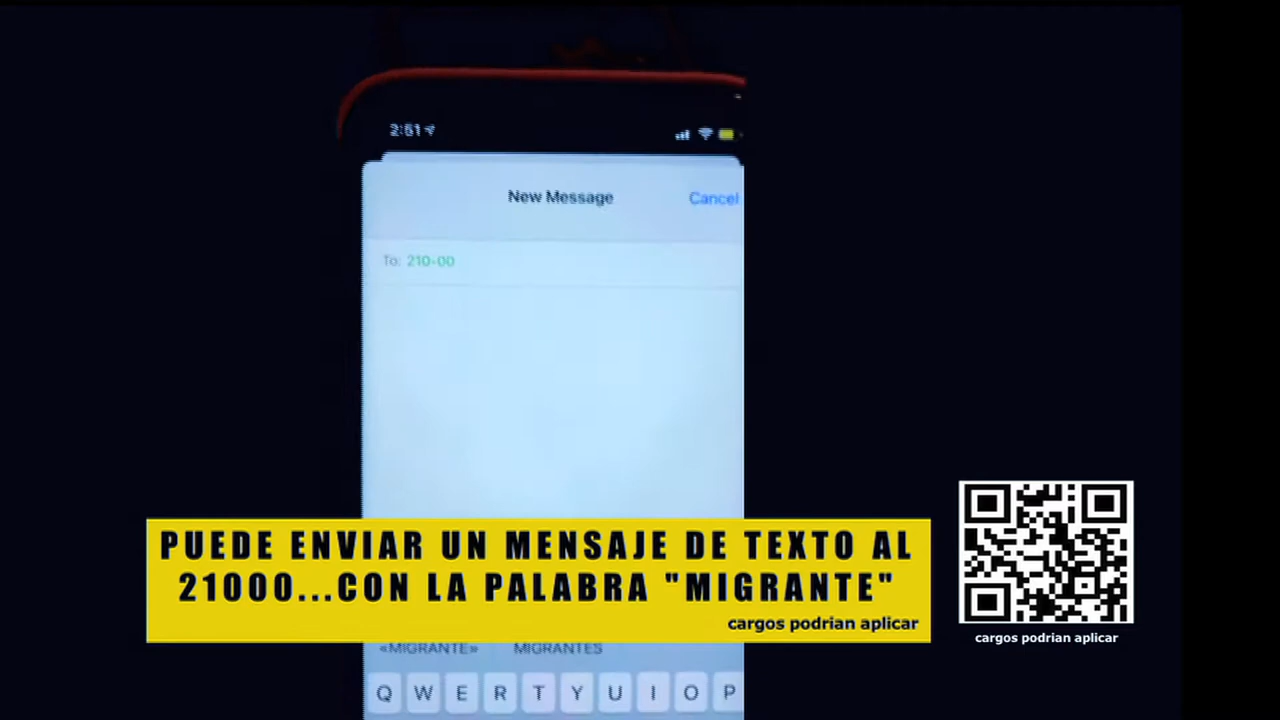 2:51
New Message
Cancel
To: 210-00
PUEDE ENVIAR UN MENSAJE DE TEXTO AL
21000...CON LA PALABRA "MIGRANTE"
cargos podrian aplicar
cargos podrian aplicar
«MIGRANTE» MIGRANTES
Q W E R T Y U I O P